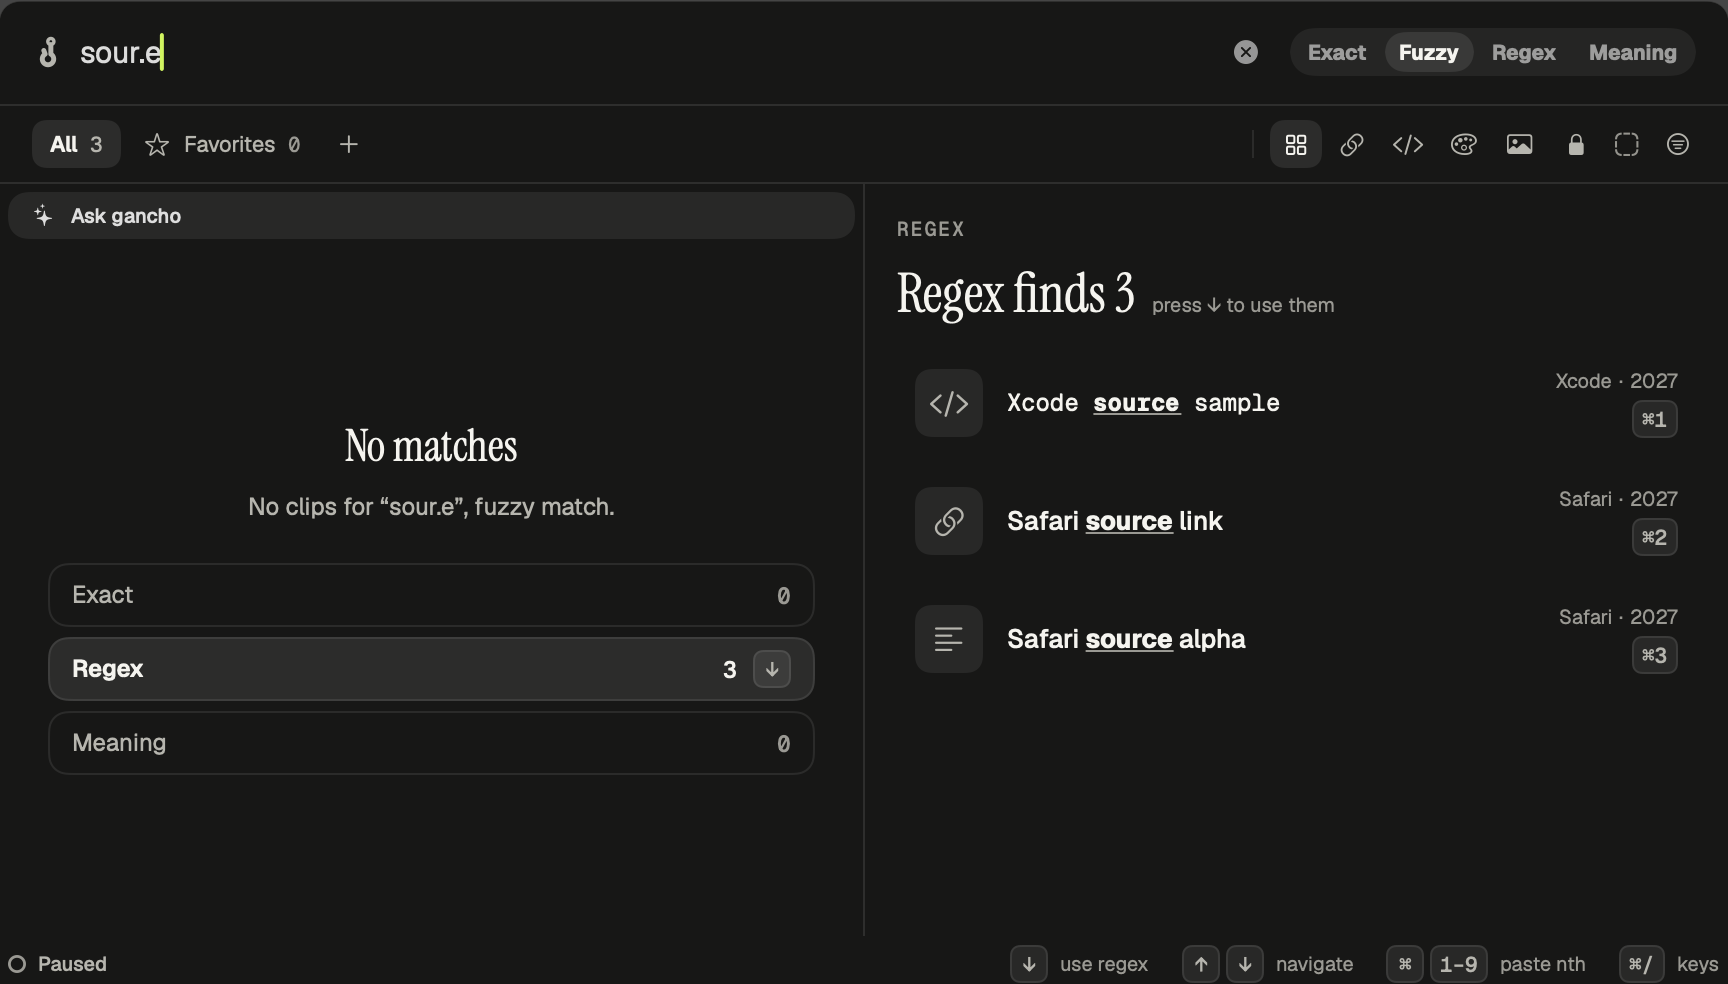 sour.e
Exact Fuzzy Regex Meaning
All 3 Favorites 0
Ask gancho
No matches
No clips for “sour.e”, fuzzy match.
Exact 0
Regex 3 ↓
Meaning 0
REGEX
Regex finds 3 press ↓ to use them
Xcode source sample
Xcode · 2027
⌘1
Safari source link
Safari · 2027
⌘2
Safari source alpha
Safari · 2027
⌘3
Paused
↓ use regex ↑ ↓ navigate ⌘ 1–9 paste nth ⌘/ keys